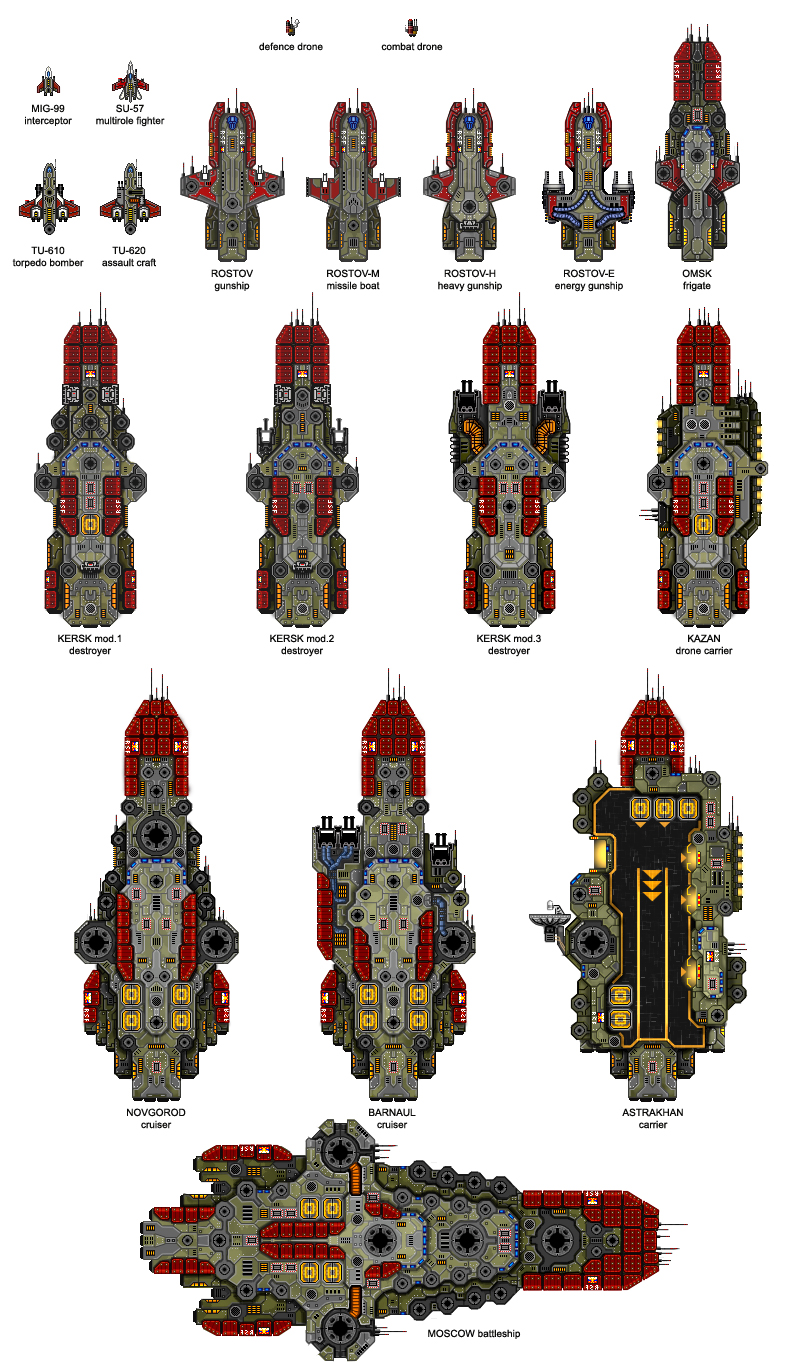 defence drone
combat drone
MIG-99
interceptor
SU-57
multirole fighter
TU-610
torpedo bomber
TU-620
assault craft
ROSTOV
gunship
ROSTOV-M
missile boat
ROSTOV-H
heavy gunship
ROSTOV-E
energy gunship
OMSK
frigate
KERSK mod.1
destroyer
KERSK mod.2
destroyer
KERSK mod.3
destroyer
KAZAN
drone carrier
NOVGOROD
cruiser
BARNAUL
cruiser
ASTRAKHAN
carrier
MOSCOW battleship